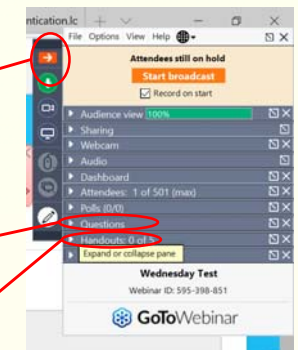 ntication.lc
File Options View Help
Attendees still on hold
Start broadcast
Record on start
Audience view 100%
Sharing
Webcam
Audio
Dashboard
Attendees: 1 of 501 (max)
Polls (0/0)
Questions
Handouts: 0 of 5
Expand or collapse pane
Wednesday Test
Webinar ID: 595-398-851
GoToWebinar